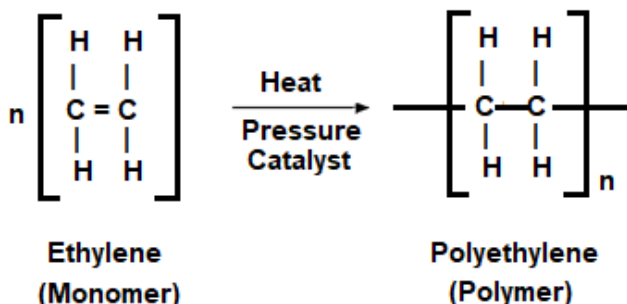 H H
n C = C
H H
Heat
Pressure
Catalyst
H H
C C
H H
n
Ethylene
(Monomer)
Polyethylene
(Polymer)